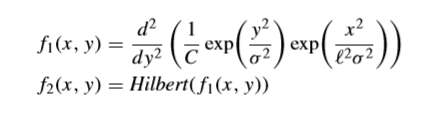 f₁(x, y) = d²/dy² (1/C exp(y²/σ²) exp(x²/ℓ²σ²))
f₂(x, y) = Hilbert(f₁(x, y))